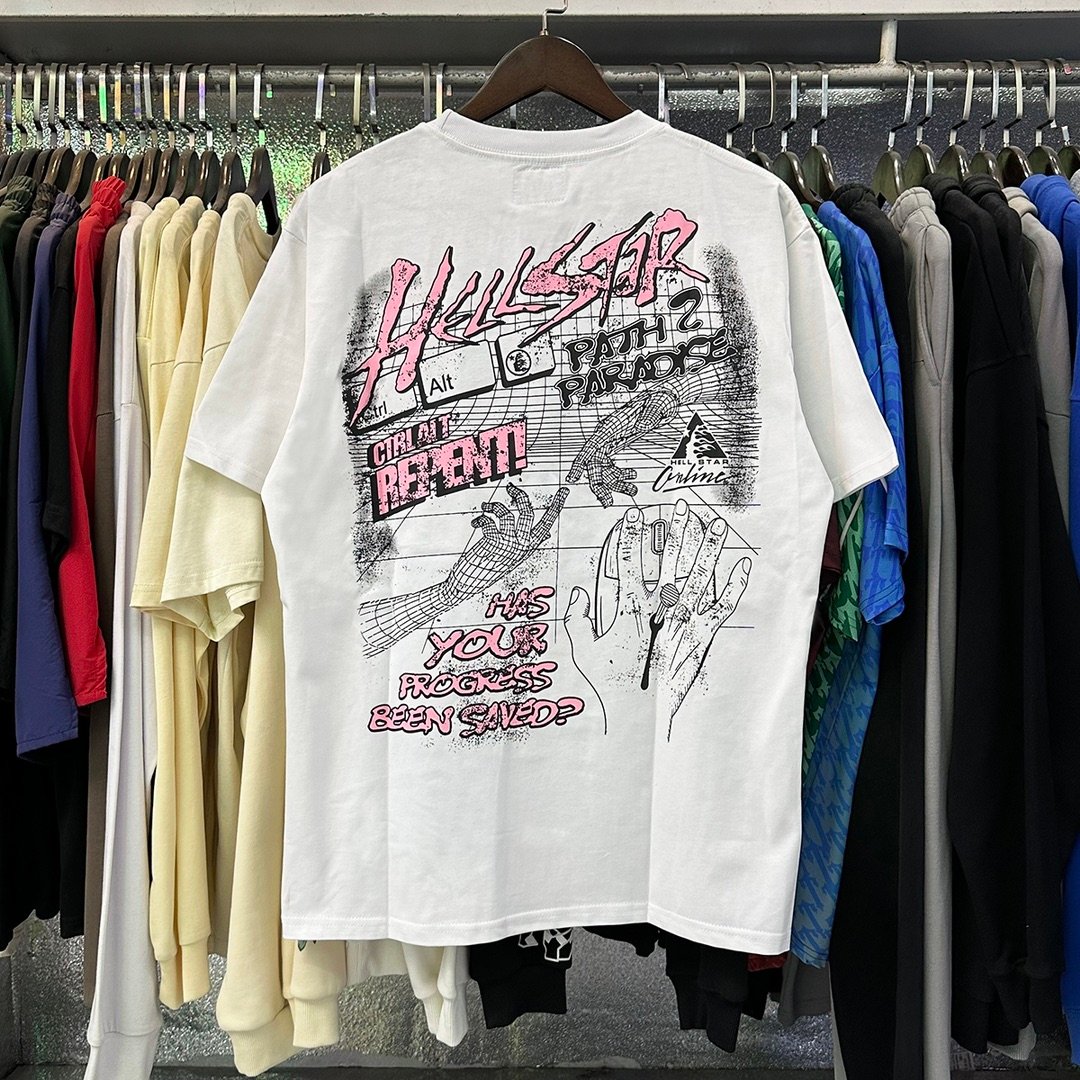 HELLSTAR
PATH 2
PARADISE
Ctrl
Alt
CTRL ALT
REPENT!
HELL STAR
Online
HAS
YOUR
PROGRESS
BEEN SAVED?